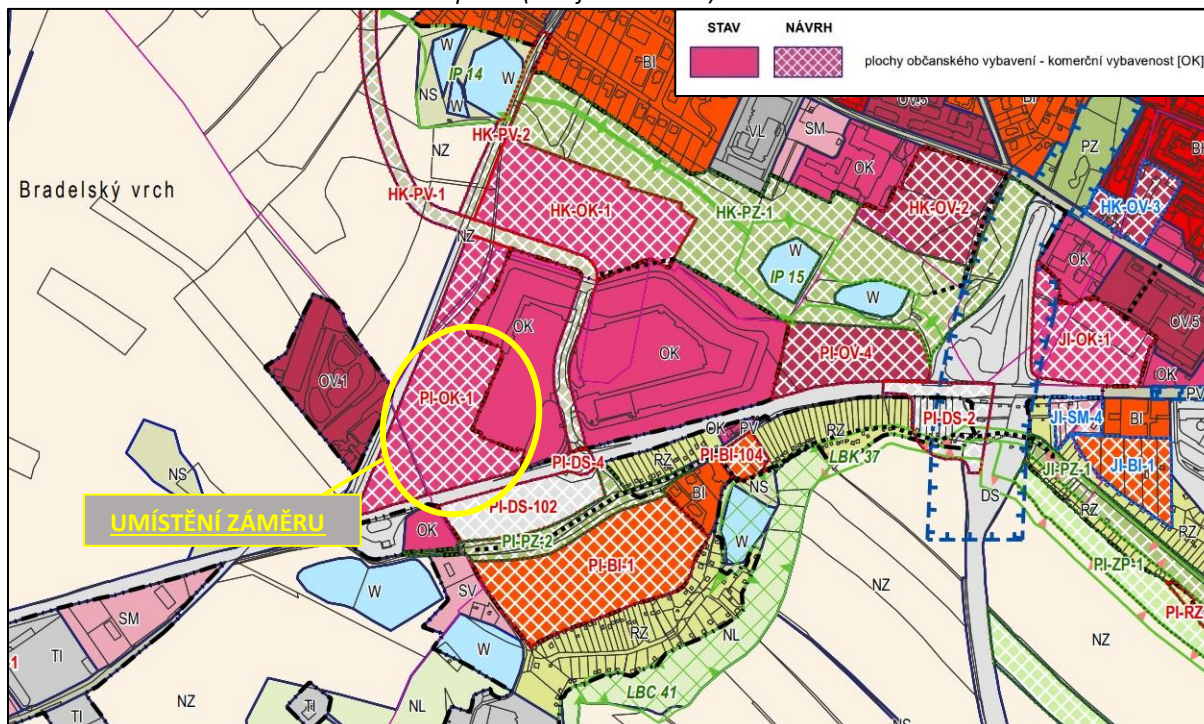 STAV NÁVRH
plochy občanského vybavení - komerční vybavenost [OK]
BI
OV.5
BI
W
IP 14
W
NS
W
HK-PV-2
VL
SM
OK
PZ
NZ
Bradelský vrch
HK-PV-1
HK-OK-1
HK-PZ-1
HK-OV-2
HK-OV-3
NZ
W
IP 15
W
OK
OK
OK
OV.5
OV.1
PI-OK-1
PI-OV-4
JI-OK-1
OK
PV
NS
OK
PV
RZ
PI-DS-2
JI-SM-4
BI
PI-DS-4
RZ
PI-BI-104
LBK 37
JI-PZ-1
JI-BI-1
UMÍSTĚNÍ ZÁMĚRU
PI-DS-102
BI
NS
DS
RZ
OK
PI-PZ-2
W
RZ
PI-BI-1
NZ
PI-ZP-1
W
SV
SM
RZ
NL
PI-RZ
TI
W
NZ
1
NZ
TI
NL
LBC 41
TI
NS